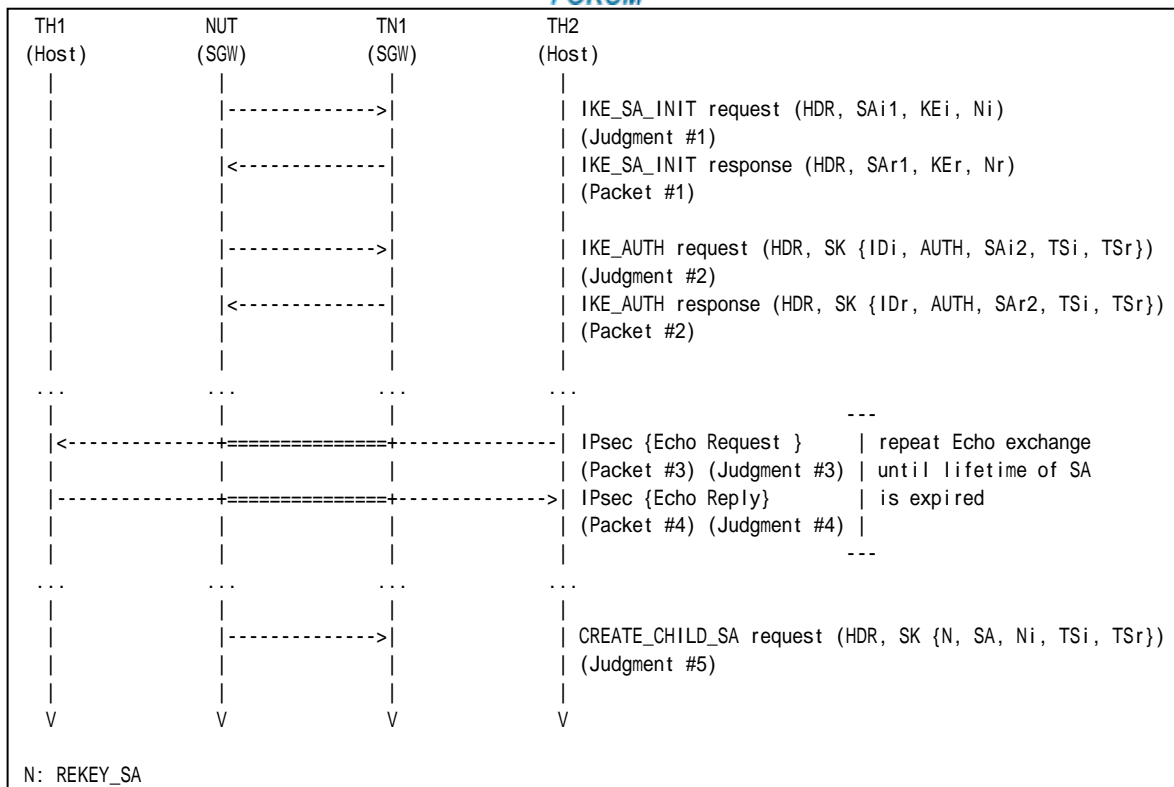 FORUM
TH1 NUT TN1 TH2
(Host) (SGW) (SGW) (Host)
| | | |
| |-------------->| | IKE_SA_INIT request (HDR, SAi1, KEi, Ni)
| | | | (Judgment #1)
| |<--------------| | IKE_SA_INIT response (HDR, SAr1, KEr, Nr)
| | | | (Packet #1)
| | | |
| |-------------->| | IKE_AUTH request (HDR, SK {IDi, AUTH, SAi2, TSi, TSr})
| | | | (Judgment #2)
| |<--------------| | IKE_AUTH response (HDR, SK {IDr, AUTH, SAr2, TSi, TSr})
| | | | (Packet #2)
| | | |
... ... ... ...
| | | | ---
|<--------------+===============+--------------| IPsec {Echo Request } | repeat Echo exchange
| | | | (Packet #3) (Judgment #3) | until lifetime of SA
|---------------+===============+------------->| IPsec {Echo Reply} | is expired
| | | | (Packet #4) (Judgment #4) |
| | | | ---
... ... ... ...
| | | |
| |-------------->| | CREATE_CHILD_SA request (HDR, SK {N, SA, Ni, TSi, TSr})
| | | | (Judgment #5)
| | | |
V V V V
N: REKEY_SA